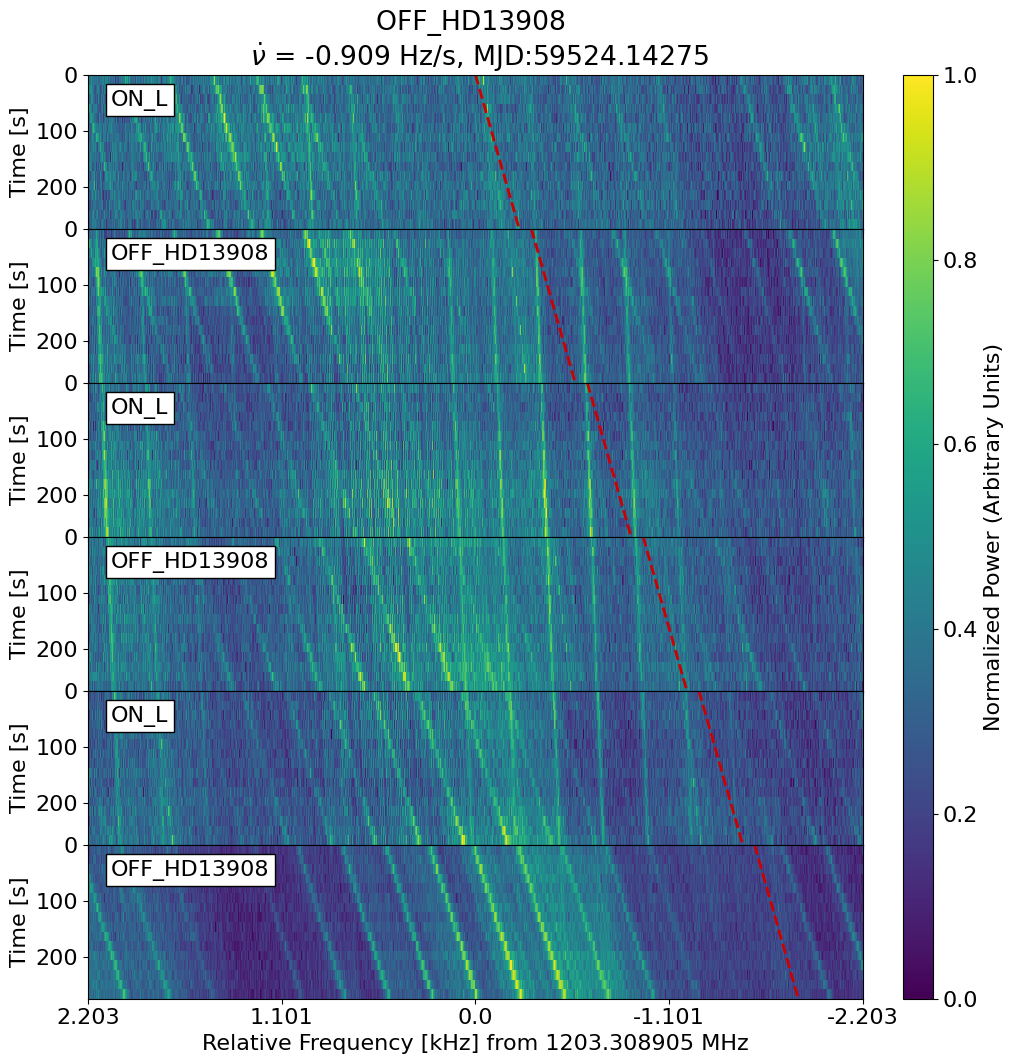 OFF_HD13908
ν̇ = -0.909 Hz/s, MJD:59524.14275
ON_L
OFF_HD13908
ON_L
OFF_HD13908
ON_L
OFF_HD13908
Time [s]
0
100
200
Time [s]
0
100
200
Time [s]
0
100
200
Time [s]
0
100
200
Time [s]
0
100
200
Time [s]
0
100
200
2.203 1.101 0.0 -1.101 -2.203
Relative Frequency [kHz] from 1203.308905 MHz
1.0
0.8
0.6
0.4
0.2
0.0
Normalized Power (Arbitrary Units)